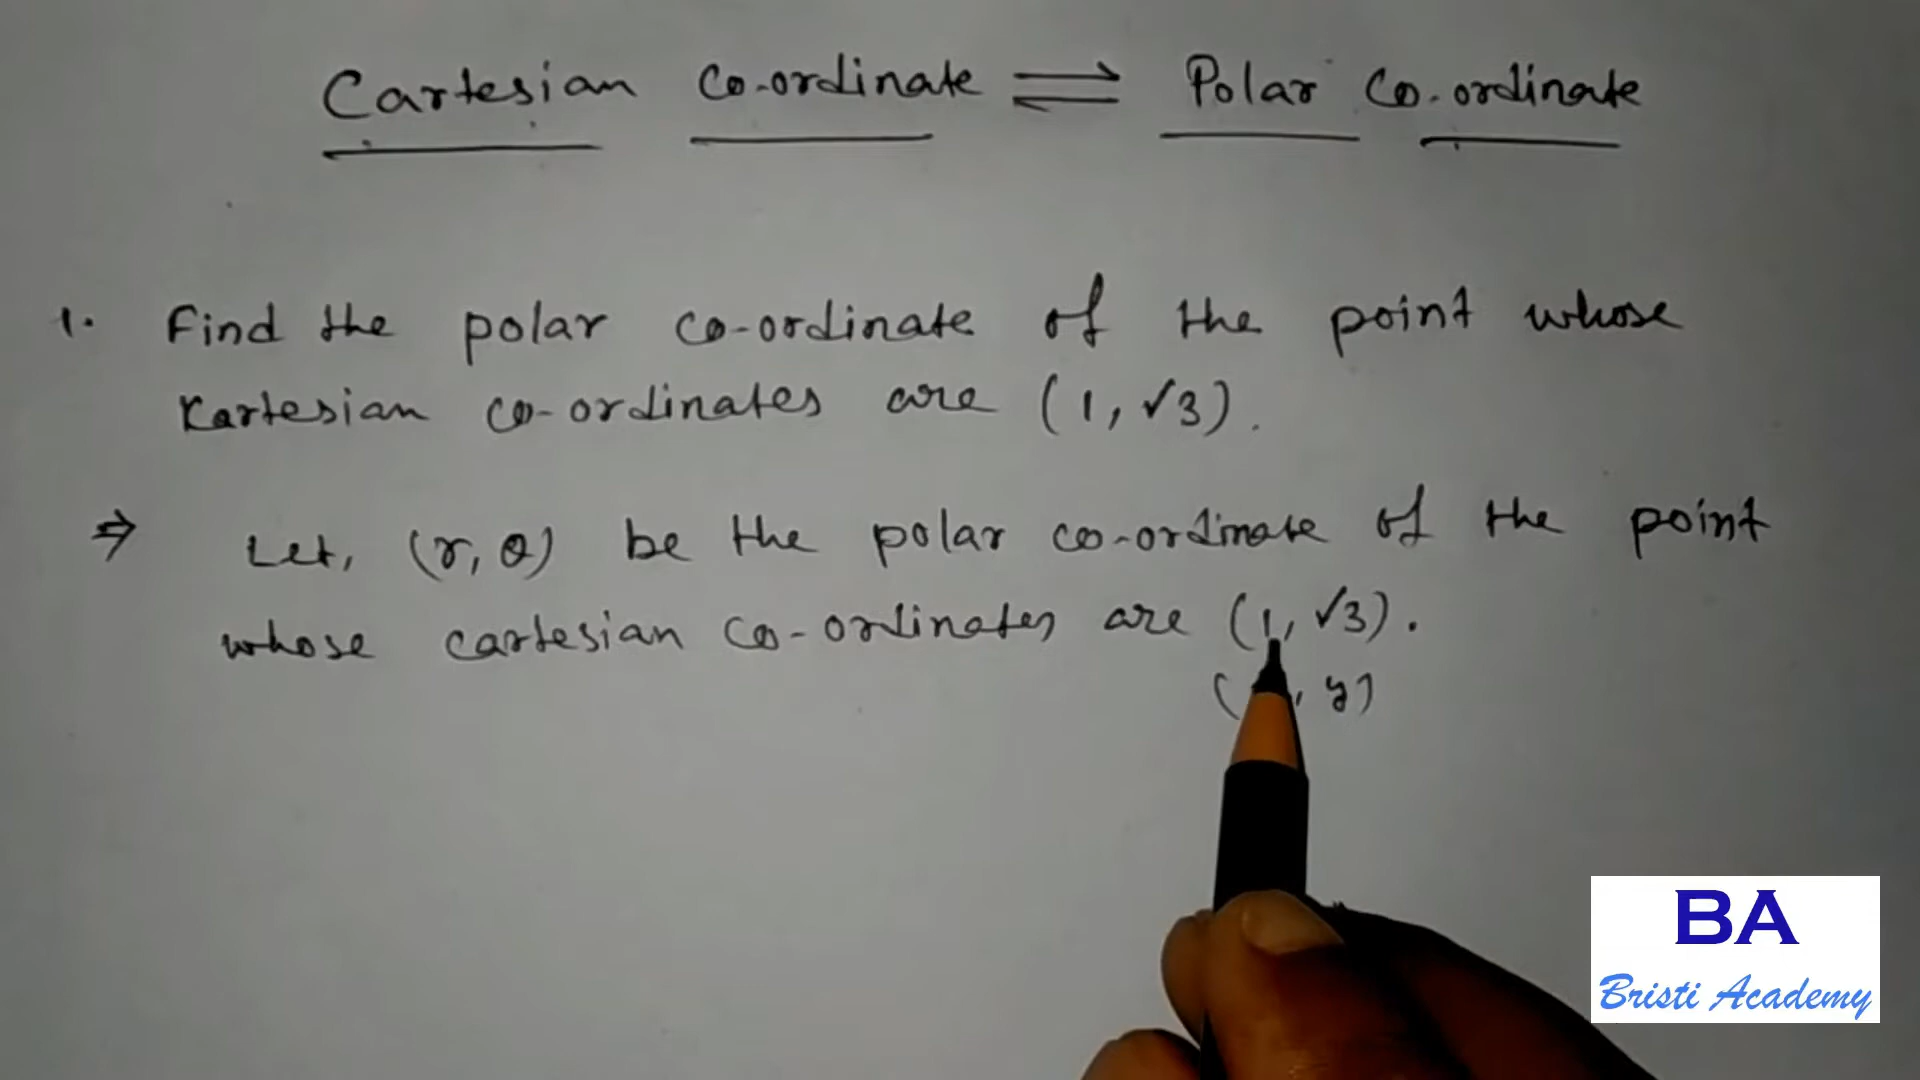 Cartesian Co-ordinate ⇌ Polar Co-ordinate
1. Find the polar co-ordinate of the point whose
Kartesian co-ordinates are (1, √3).
⇒ Let, (r, θ) be the polar co-ordinate of the point
whose cartesian co-ordinates are (1, √3).
( , y)
BA
Bristi Academy